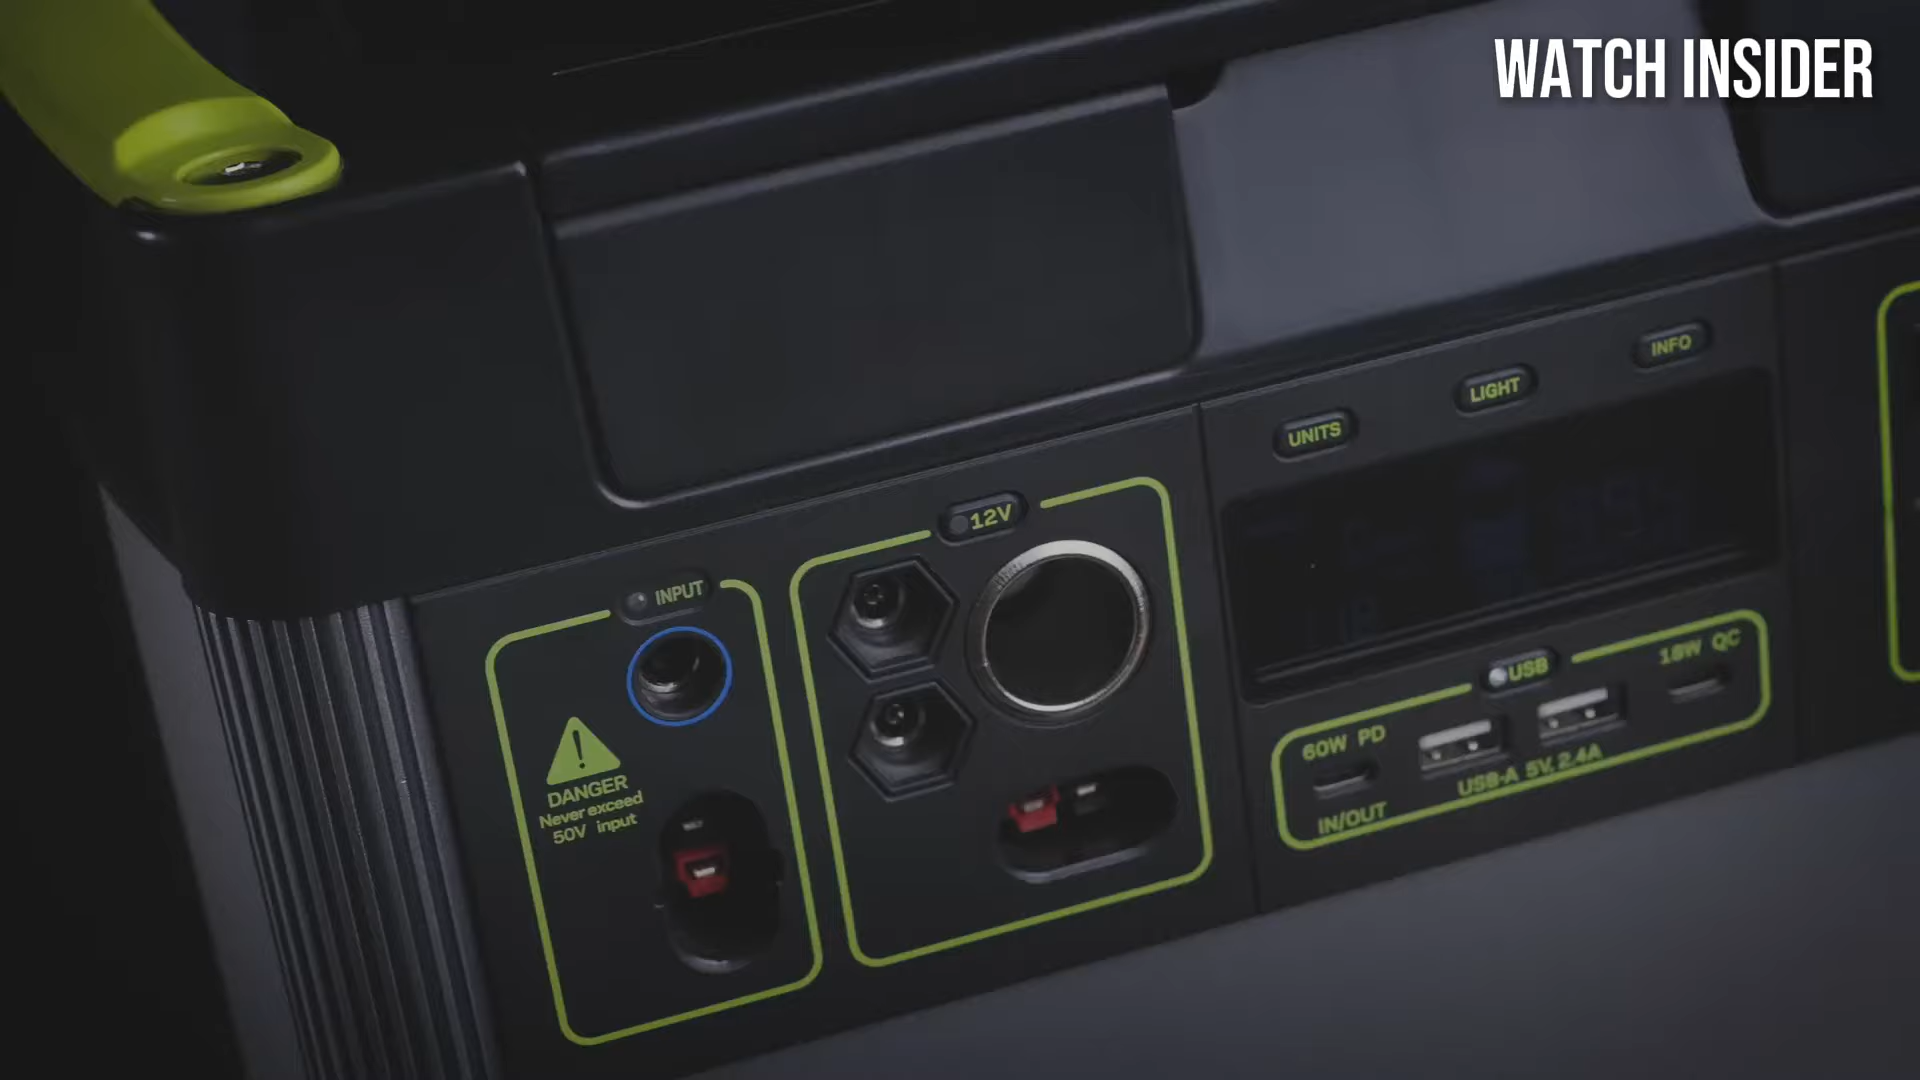 WATCH INSIDER
INFO
LIGHT
UNITS
12V
INPUT
DANGER
Never exceed
50V input
USB
18W QC
60W PD
USB-A 5V, 2.4A
IN/OUT